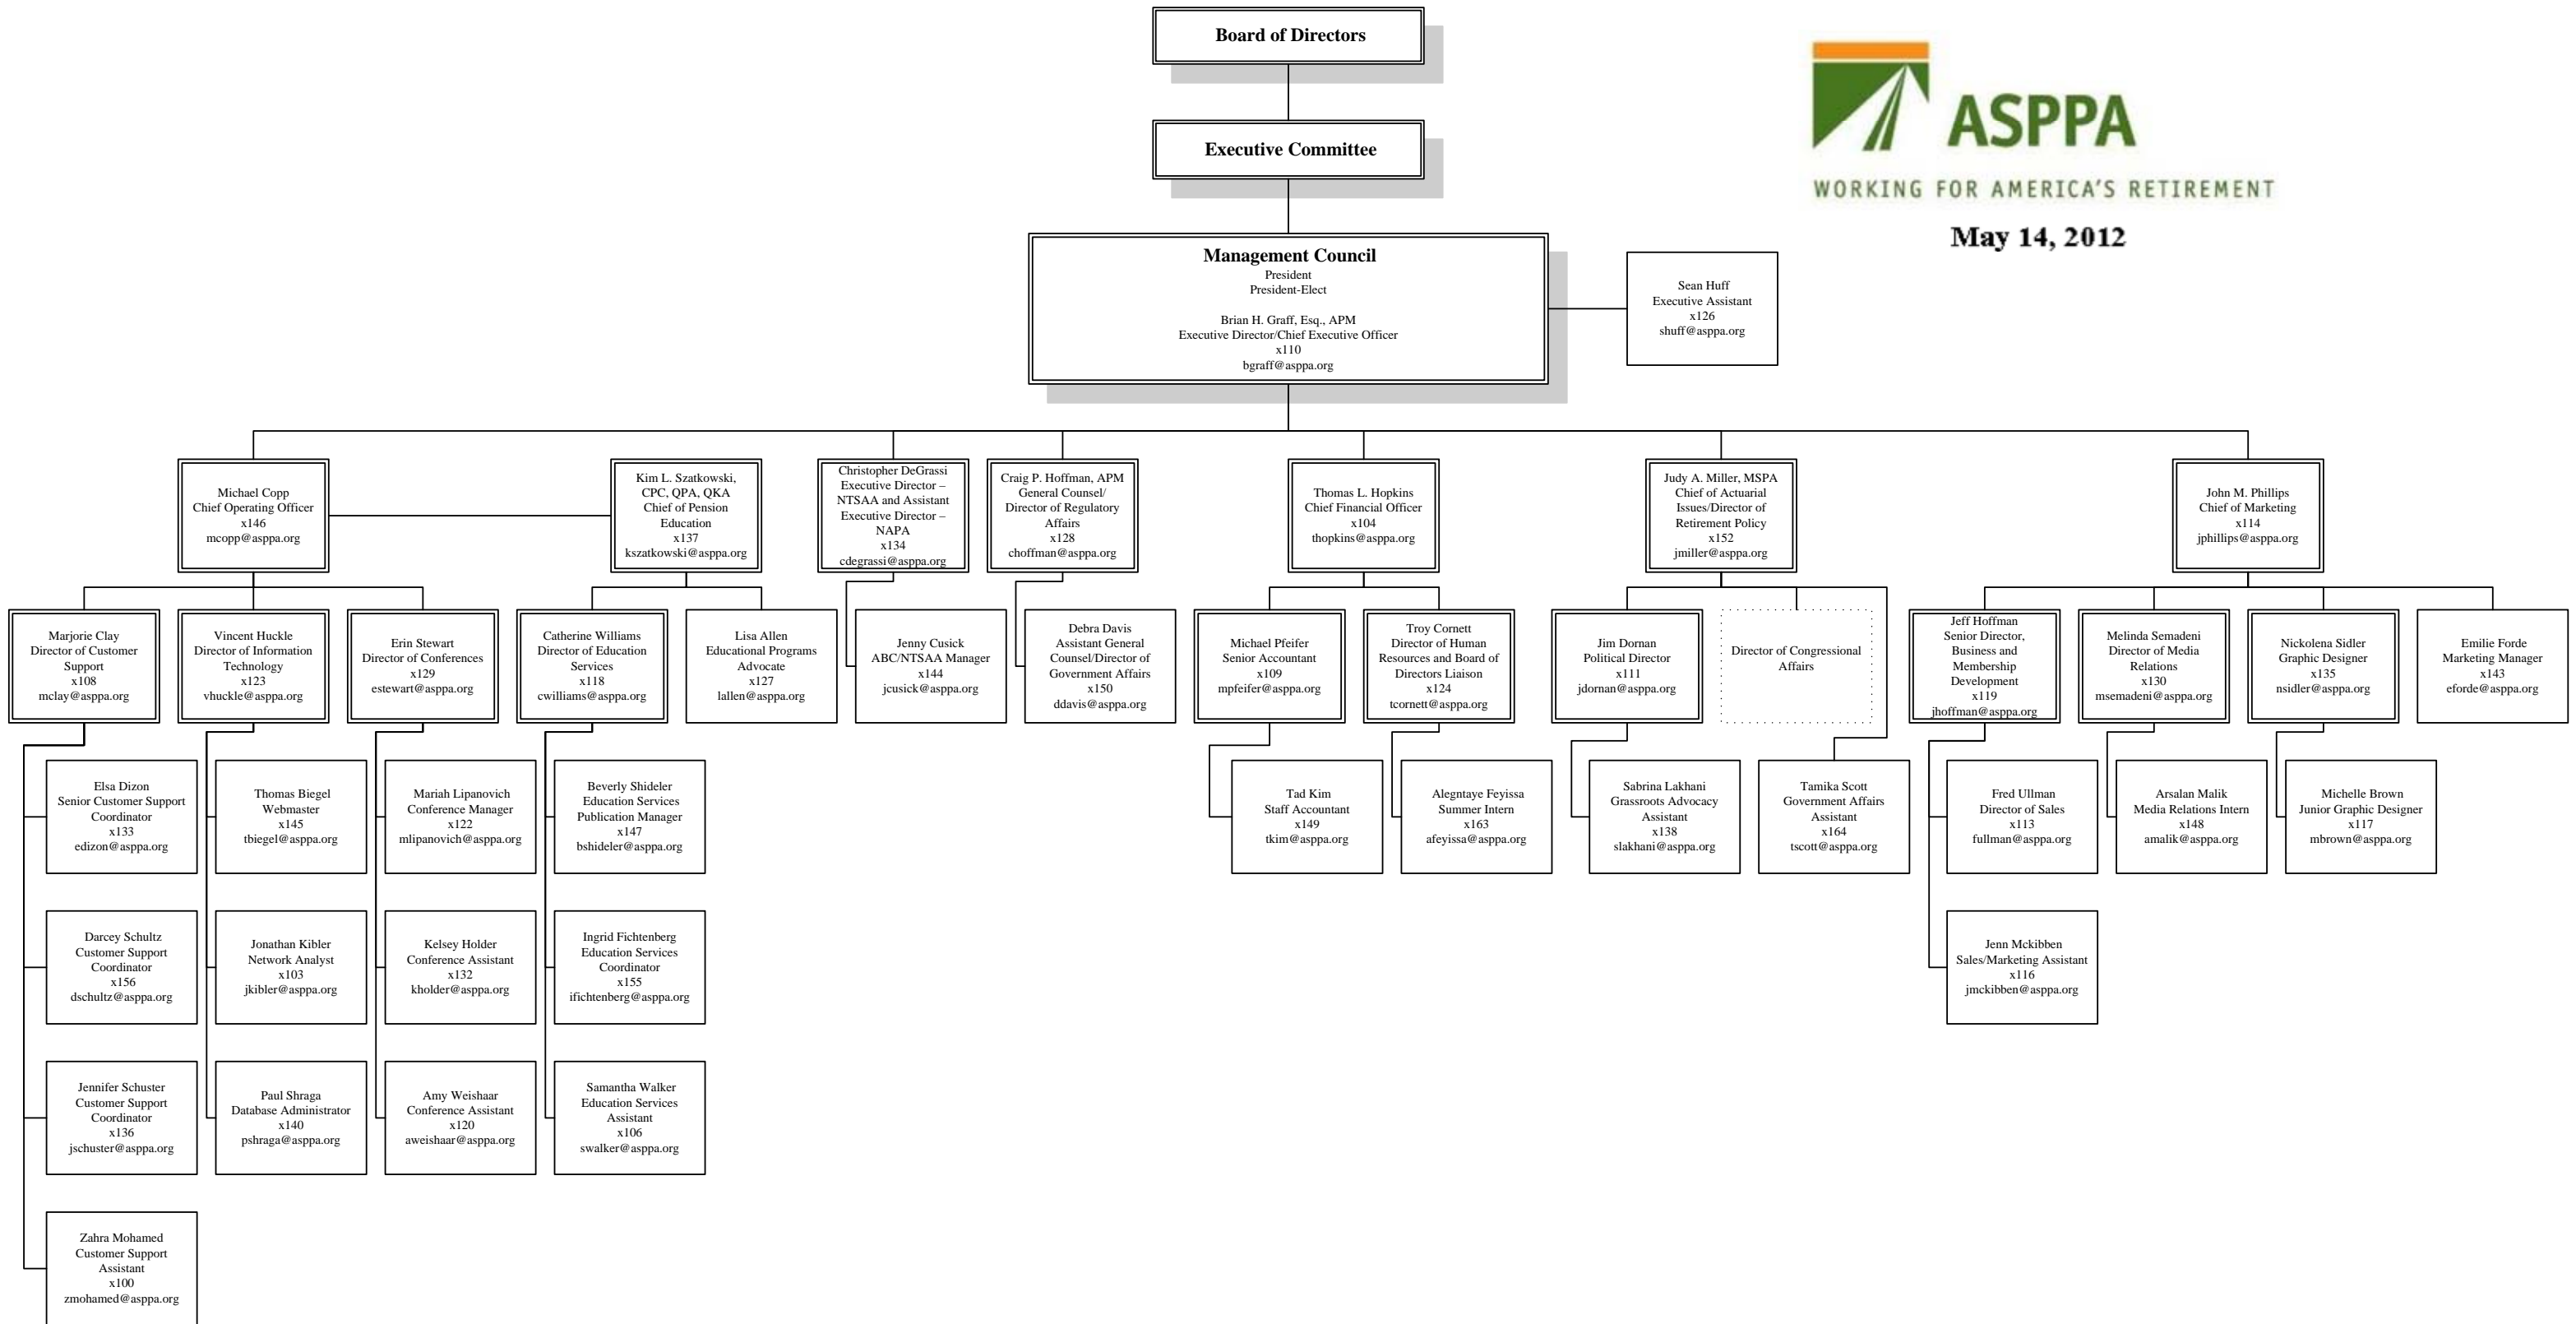 Board of Directors
ASPPA
WORKING FOR AMERICA'S RETIREMENT
May 14, 2012
Executive Committee
Management Council
President
President-Elect
Brian H. Graff, Esq., APM
Executive Director/Chief Executive Officer
x110
bgraff@asppa.org
Sean Huff
Executive Assistant
x126
shuff@asppa.org
Michael Copp
Chief Operating Officer
x146
mcopp@asppa.org
Kim L. Szatkowski,
CPC, QPA, QKA
Chief of Pension
Education
x137
kszatkowski@asppa.org
Christopher DeGrassi
Executive Director –
NTSAA and Assistant
Executive Director –
NAPA
x134
cdegrassi@asppa.org
Craig P. Hoffman, APM
General Counsel/
Director of Regulatory
Affairs
x128
choffman@asppa.org
Thomas L. Hopkins
Chief Financial Officer
x104
thopkins@asppa.org
Judy A. Miller, MSPA
Chief of Actuarial
Issues/Director of
Retirement Policy
x152
jmiller@asppa.org
John M. Phillips
Chief of Marketing
x114
jphillips@asppa.org
Marjorie Clay
Director of Customer
Support
x108
mclay@asppa.org
Vincent Huckle
Director of Information
Technology
x123
vhuckle@asppa.org
Erin Stewart
Director of Conferences
x129
estewart@asppa.org
Catherine Williams
Director of Education
Services
x118
cwilliams@asppa.org
Lisa Allen
Educational Programs
Advocate
x127
lallen@asppa.org
Jenny Cusick
ABC/NTSAA Manager
x144
jcusick@asppa.org
Debra Davis
Assistant General
Counsel/Director of
Government Affairs
x150
ddavis@asppa.org
Michael Pfeifer
Senior Accountant
x109
mpfeifer@asppa.org
Troy Cornett
Director of Human
Resources and Board of
Directors Liaison
x124
tcornett@asppa.org
Jim Dornan
Political Director
x111
jdornan@asppa.org
Director of Congressional
Affairs
Jeff Hoffman
Senior Director,
Business and
Membership
Development
x119
jhoffman@asppa.org
Melinda Semadeni
Director of Media
Relations
x130
msemadeni@asppa.org
Nickolena Sidler
Graphic Designer
x135
nsidler@asppa.org
Emilie Forde
Marketing Manager
x143
eforde@asppa.org
Elsa Dizon
Senior Customer Support
Coordinator
x133
edizon@asppa.org
Thomas Biegel
Webmaster
x145
tbiegel@asppa.org
Mariah Lipanovich
Conference Manager
x122
mlipanovich@asppa.org
Beverly Shideler
Education Services
Publication Manager
x147
bshideler@asppa.org
Tad Kim
Staff Accountant
x149
tkim@asppa.org
Alegntaye Feyissa
Summer Intern
x163
afeyissa@asppa.org
Sabrina Lakhani
Grassroots Advocacy
Assistant
x138
slakhani@asppa.org
Tamika Scott
Government Affairs
Assistant
x164
tscott@asppa.org
Fred Ullman
Director of Sales
x113
fullman@asppa.org
Arsalan Malik
Media Relations Intern
x148
amalik@asppa.org
Michelle Brown
Junior Graphic Designer
x117
mbrown@asppa.org
Darcey Schultz
Customer Support
Coordinator
x156
dschultz@asppa.org
Jonathan Kibler
Network Analyst
x103
jkibler@asppa.org
Kelsey Holder
Conference Assistant
x132
kholder@asppa.org
Ingrid Fichtenberg
Education Services
Coordinator
x155
ifichtenberg@asppa.org
Jenn Mckibben
Sales/Marketing Assistant
x116
jmckibben@asppa.org
Jennifer Schuster
Customer Support
Coordinator
x136
jschuster@asppa.org
Paul Shraga
Database Administrator
x140
pshraga@asppa.org
Amy Weishaar
Conference Assistant
x120
aweishaar@asppa.org
Samantha Walker
Education Services
Assistant
x106
swalker@asppa.org
Zahra Mohamed
Customer Support
Assistant
x100
zmohamed@asppa.org